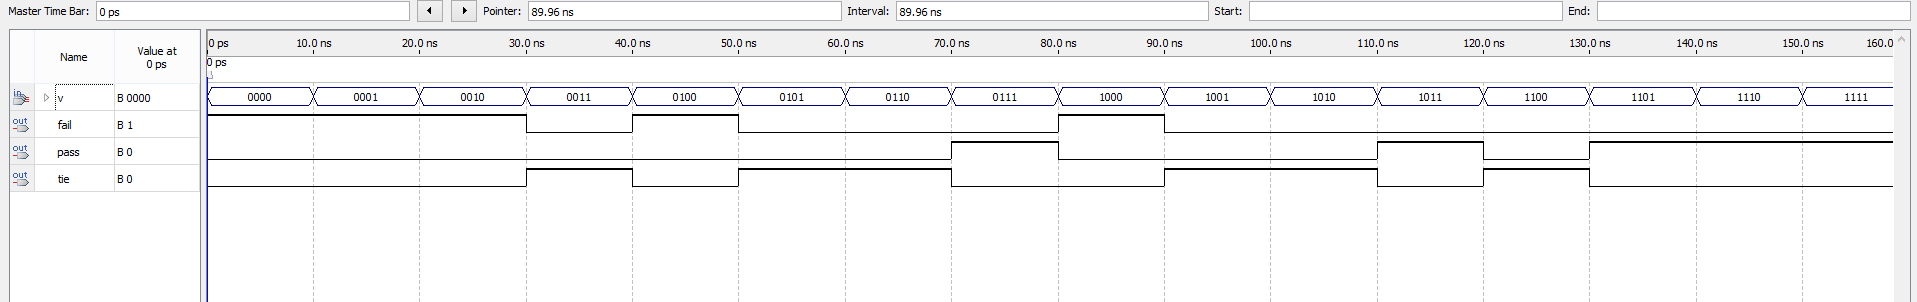 Master Time Bar: 0 ps Pointer: 89.96 ns Interval: 89.96 ns Start: End:
Name Value at 0 ps 0 ps 10.0 ns 20.0 ns 30.0 ns 40.0 ns 50.0 ns 60.0 ns 70.0 ns 80.0 ns 90.0 ns 100.0 ns 110.0 ns 120.0 ns 130.0 ns 140.0 ns 150.0 ns 160.0
0 ps
in v B 0000 0000 0001 0010 0011 0100 0101 0110 0111 1000 1001 1010 1011 1100 1101 1110 1111
out fail B 1
out pass B 0
out tie B 0